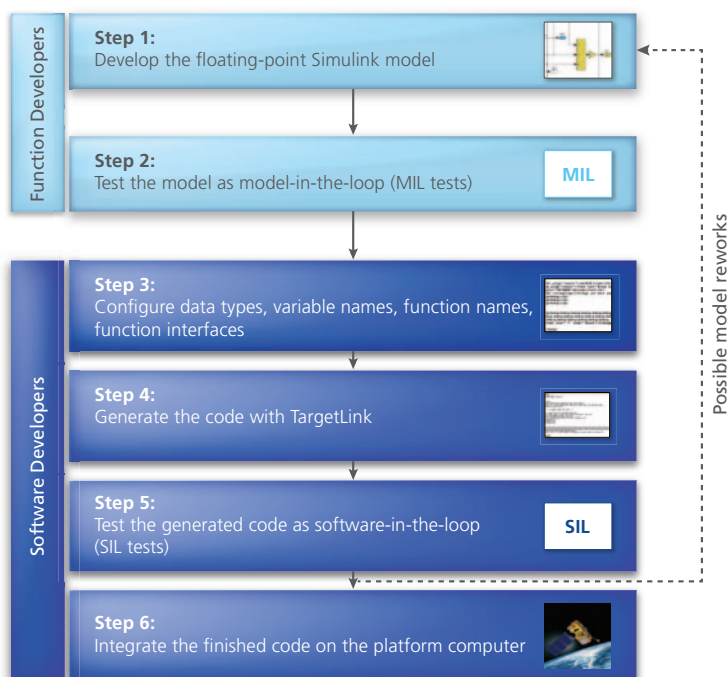 Function Developers
Step 1:
Develop the floating-point Simulink model
Step 2:
Test the model as model-in-the-loop (MIL tests)
MIL
Possible model reworks
Software Developers
Step 3:
Configure data types, variable names, function names,
function interfaces
Step 4:
Generate the code with TargetLink
Step 5:
Test the generated code as software-in-the-loop
(SIL tests)
SIL
Step 6:
Integrate the finished code on the platform computer